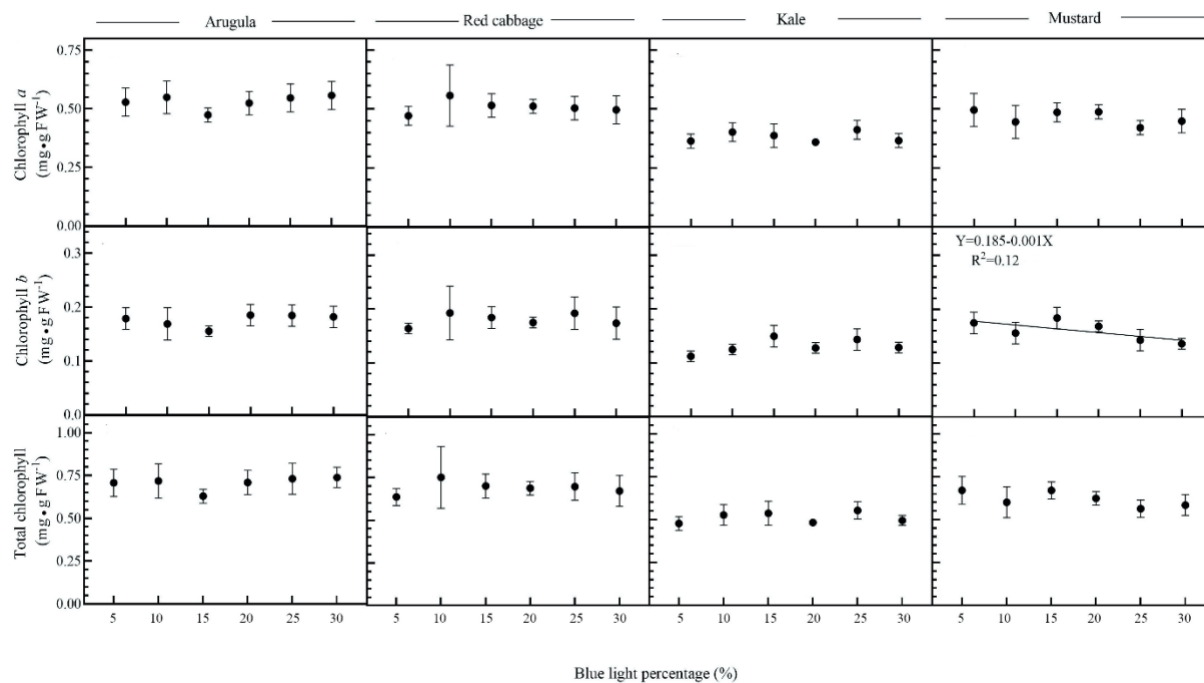 Arugula Red cabbage Kale Mustard
Chlorophyll a
(mg•g FW-1)
0.75
0.50
0.25
0.00
Chlorophyll b
(mg•g FW-1)
0.3
0.2
0.1
0.0
Y=0.185-0.001X
R2=0.12
Total chlorophyll
(mg•g FW-1)
1.00
0.75
0.50
0.25
0.00
5 10 15 20 25 30 5 10 15 20 25 30 5 10 15 20 25 30 5 10 15 20 25 30
Blue light percentage (%)